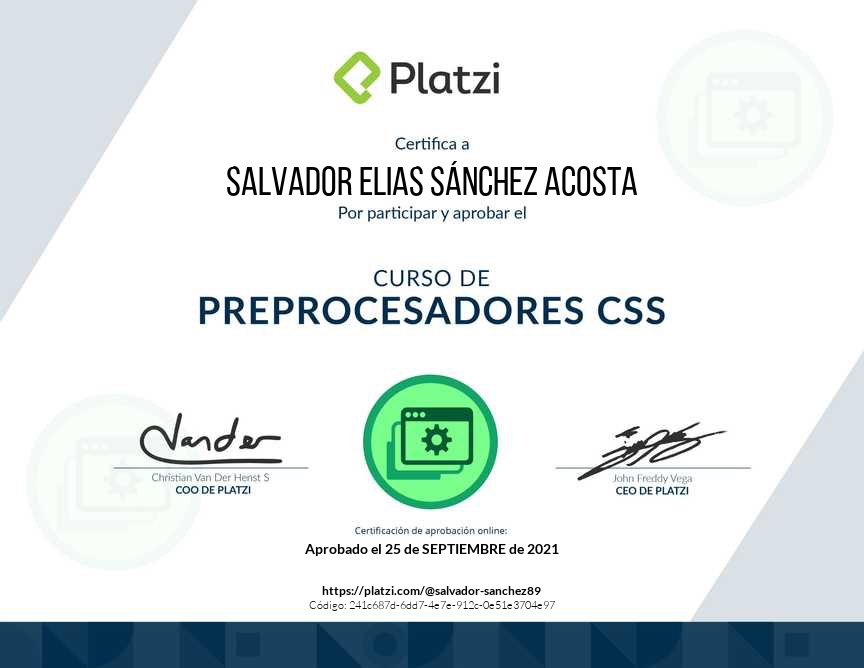 Platzi
Certifica a
SALVADOR ELIAS SÁNCHEZ ACOSTA
Por participar y aprobar el
CURSO DE
PREPROCESADORES CSS
Vander
Christian Van Der Henst S
COO DE PLATZI
John Freddy Vega
CEO DE PLATZI
Certificación de aprobación online:
Aprobado el 25 de SEPTIEMBRE de 2021
https://platzi.com/@salvador-sanchez89
Código: 241c687d-6dd7-4e7e-912c-0e51e3704e97